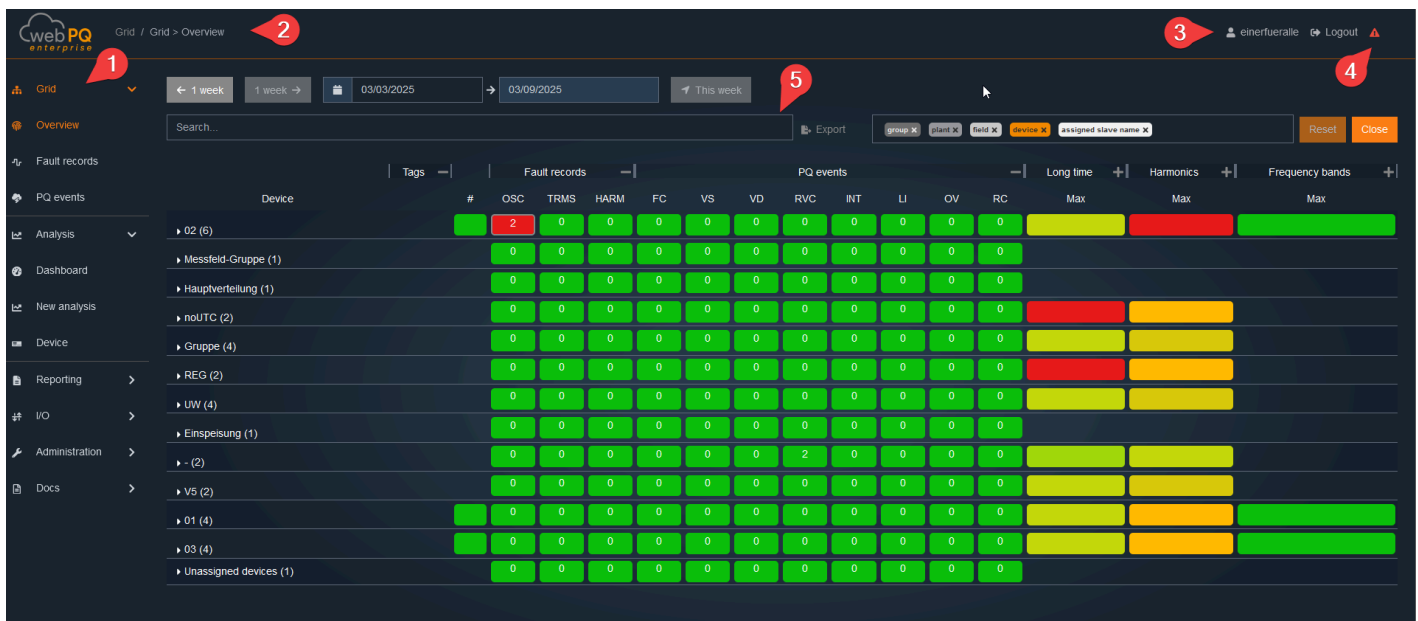 webPQ enterprise
Grid / Grid > Overview
2
3
einerfueralle Logout
1
4
Grid
← 1 week
1 week →
03/03/2025
→
03/09/2025
This week
5
Overview
Search...
Export
group x plant x field x device x assigned slave name x
Reset
Close
Fault records
Tags — Fault records — PQ events — Long time + Harmonics + Frequency bands +
PQ events
Device # OSC TRMS HARM FC VS VD RVC INT LI OV RC Max Max Max
Analysis
02 (6) 2 0 0 0 0 0 0 0 0 0 0
Messfeld-Gruppe (1) 0 0 0 0 0 0 0 0 0 0 0
Dashboard
Hauptverteilung (1) 0 0 0 0 0 0 0 0 0 0 0
New analysis
noUTC (2) 0 0 0 0 0 0 0 0 0 0 0
Device
Gruppe (4) 0 0 0 0 0 0 0 0 0 0 0
Reporting
REG (2) 0 0 0 0 0 0 0 0 0 0 0
UW (4) 0 0 0 0 0 0 0 0 0 0 0
I/O
Einspeisung (1) 0 0 0 0 0 0 0 0 0 0 0
Administration
- (2) 0 0 0 0 0 0 2 0 0 0 0
Docs
V5 (2) 0 0 0 0 0 0 0 0 0 0 0
01 (4) 0 0 0 0 0 0 0 0 0 0 0
03 (4) 0 0 0 0 0 0 0 0 0 0 0
Unassigned devices (1) 0 0 0 0 0 0 0 0 0 0 0